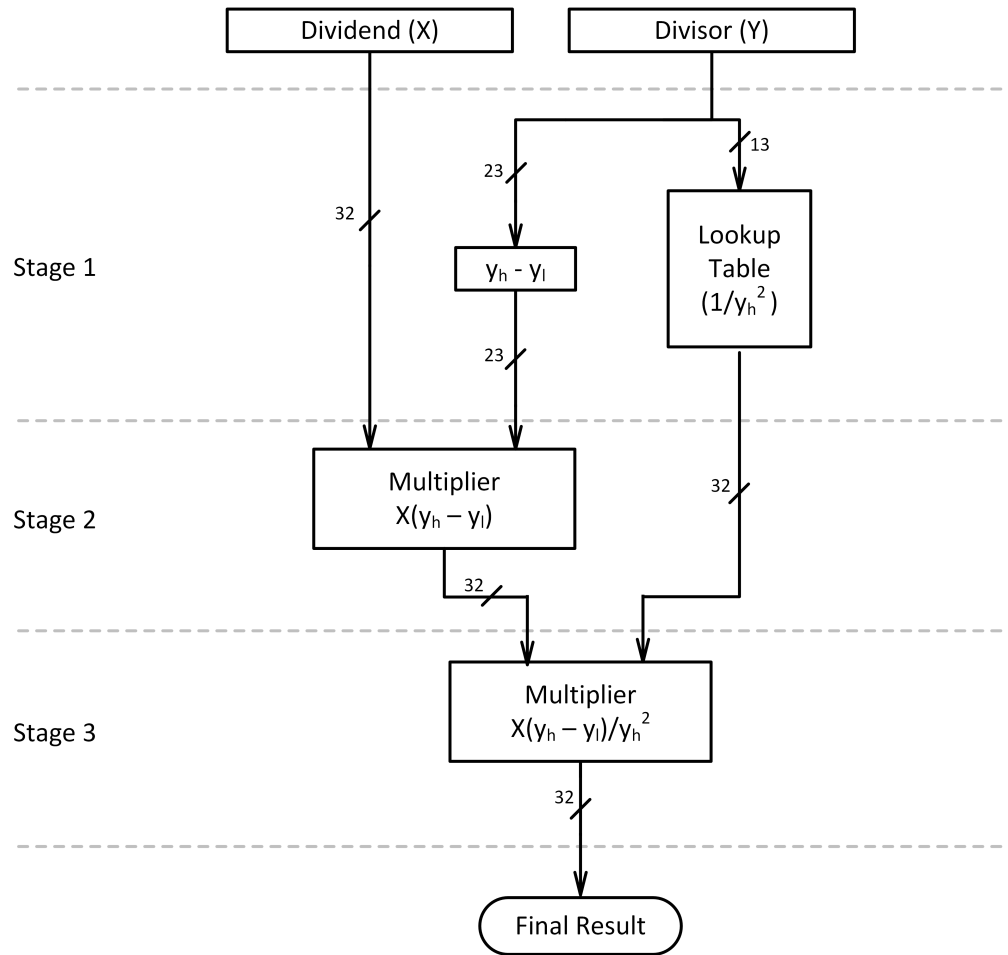 Dividend (X)
Divisor (Y)
13
23
32
Stage 1
yₕ - yₗ
Lookup
Table
(1/yₕ²)
23
Stage 2
Multiplier
X(yₕ – yₗ)
32
32
Stage 3
Multiplier
X(yₕ – yₗ)/yₕ²
32
Final Result